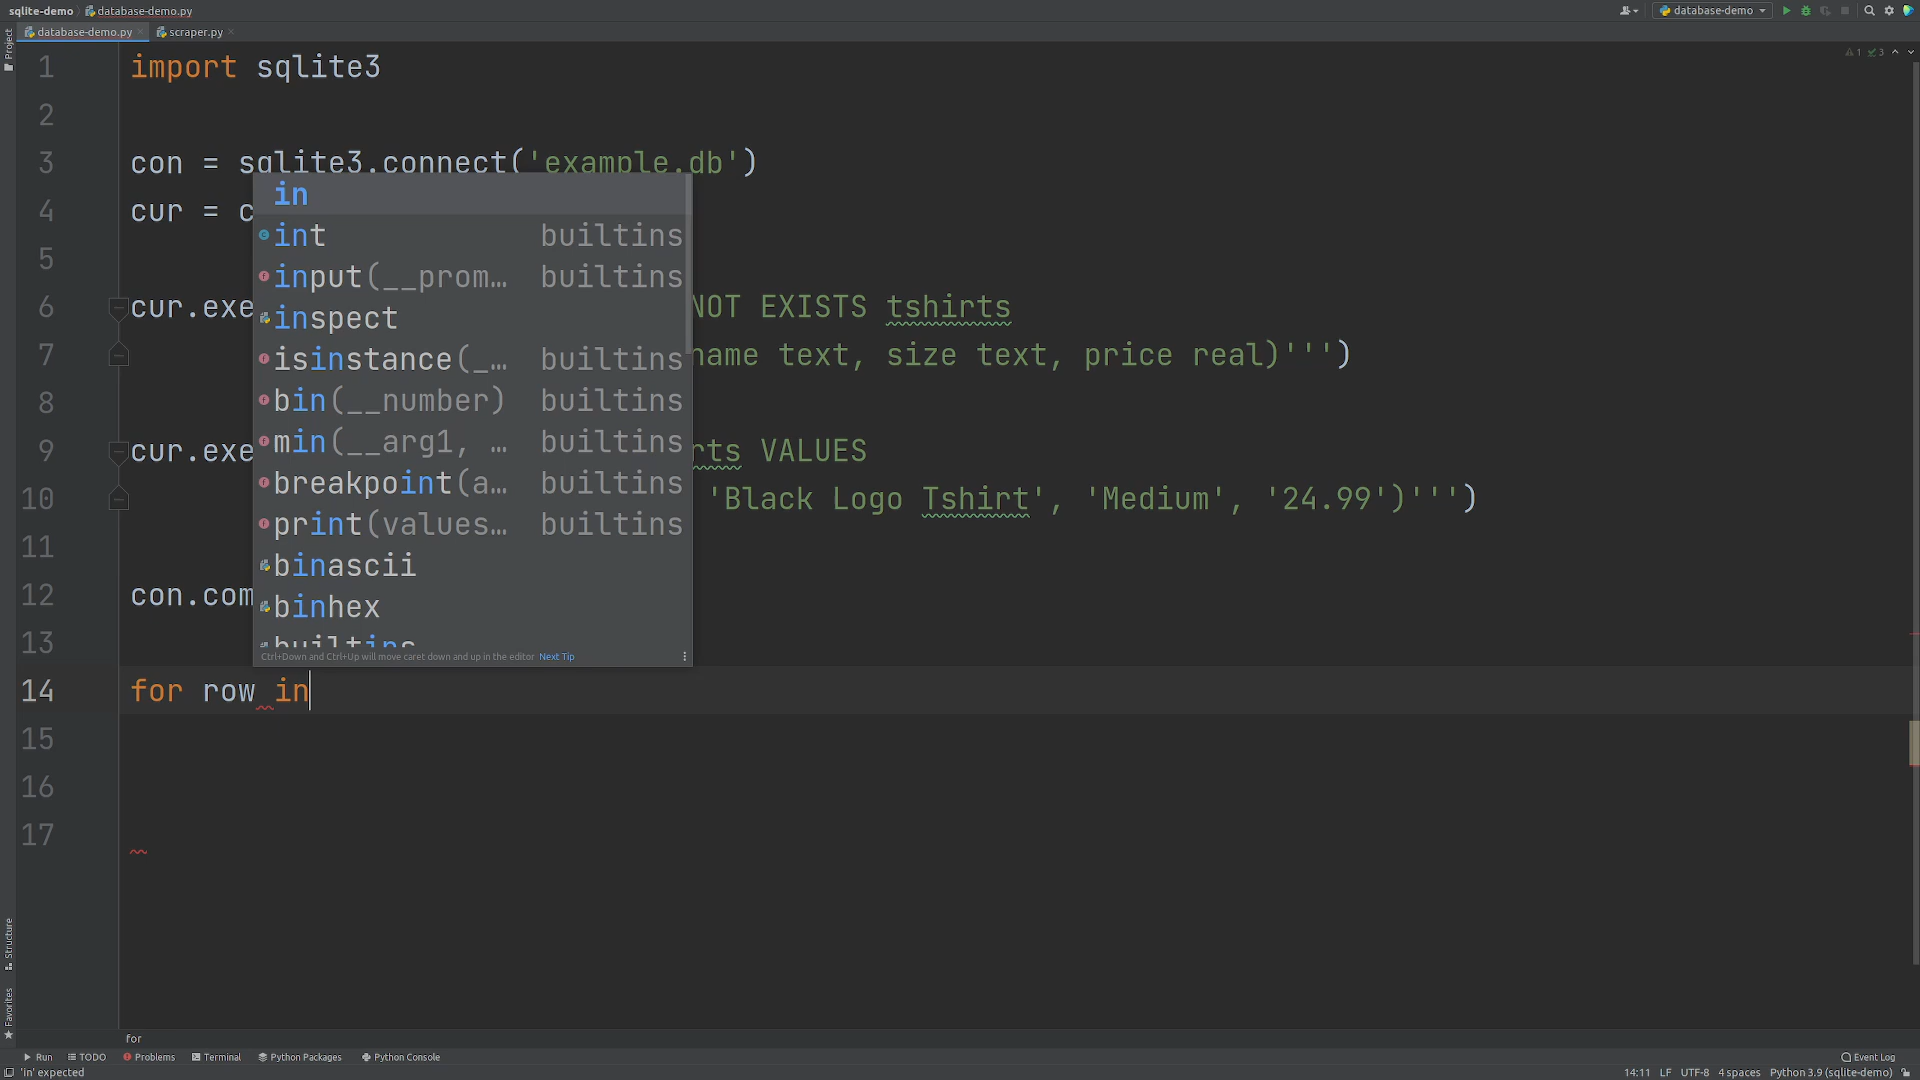 sqlite-demo database-demo.py
database-demo
database-demo.py scraper.py
1 3
Project
1 import sqlite3
2
3 con = sqlite3.connect('example.db')
4 cur = c
5
6 cur.exe NOT EXISTS tshirts
7 name text, size text, price real)''')
8
9 cur.exe rts VALUES
10 'Black Logo Tshirt', 'Medium', '24.99')''')
11
12 con.com
13
14 for row in
15
16
17
in
int builtins
input(__prom… builtins
inspect
isinstance(_… builtins
bin(__number) builtins
min(__arg1, … builtins
breakpoint(a… builtins
print(values… builtins
binascii
binhex
builtins
Ctrl+Down and Ctrl+Up will move caret down and up in the editor Next Tip
Structure
Favorites
for
Run TODO Problems Terminal Python Packages Python Console Event Log
'in' expected 14:11 LF UTF-8 4 spaces Python 3.9 (sqlite-demo)